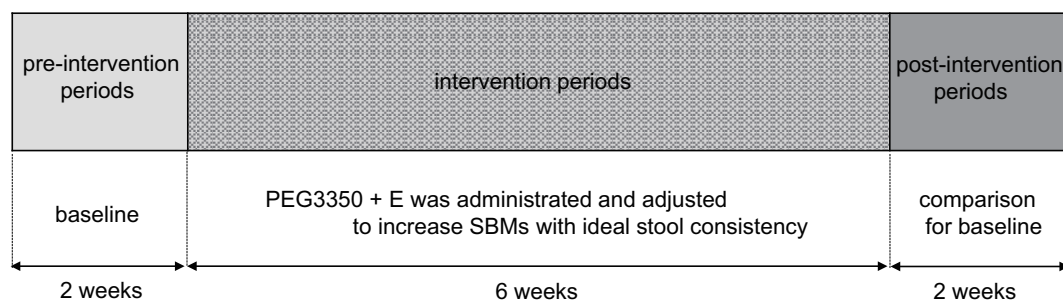 pre-intervention
periods
intervention periods
post-intervention
periods
baseline
PEG3350 + E was administrated and adjusted
to increase SBMs with ideal stool consistency
comparison
for baseline
2 weeks
6 weeks
2 weeks